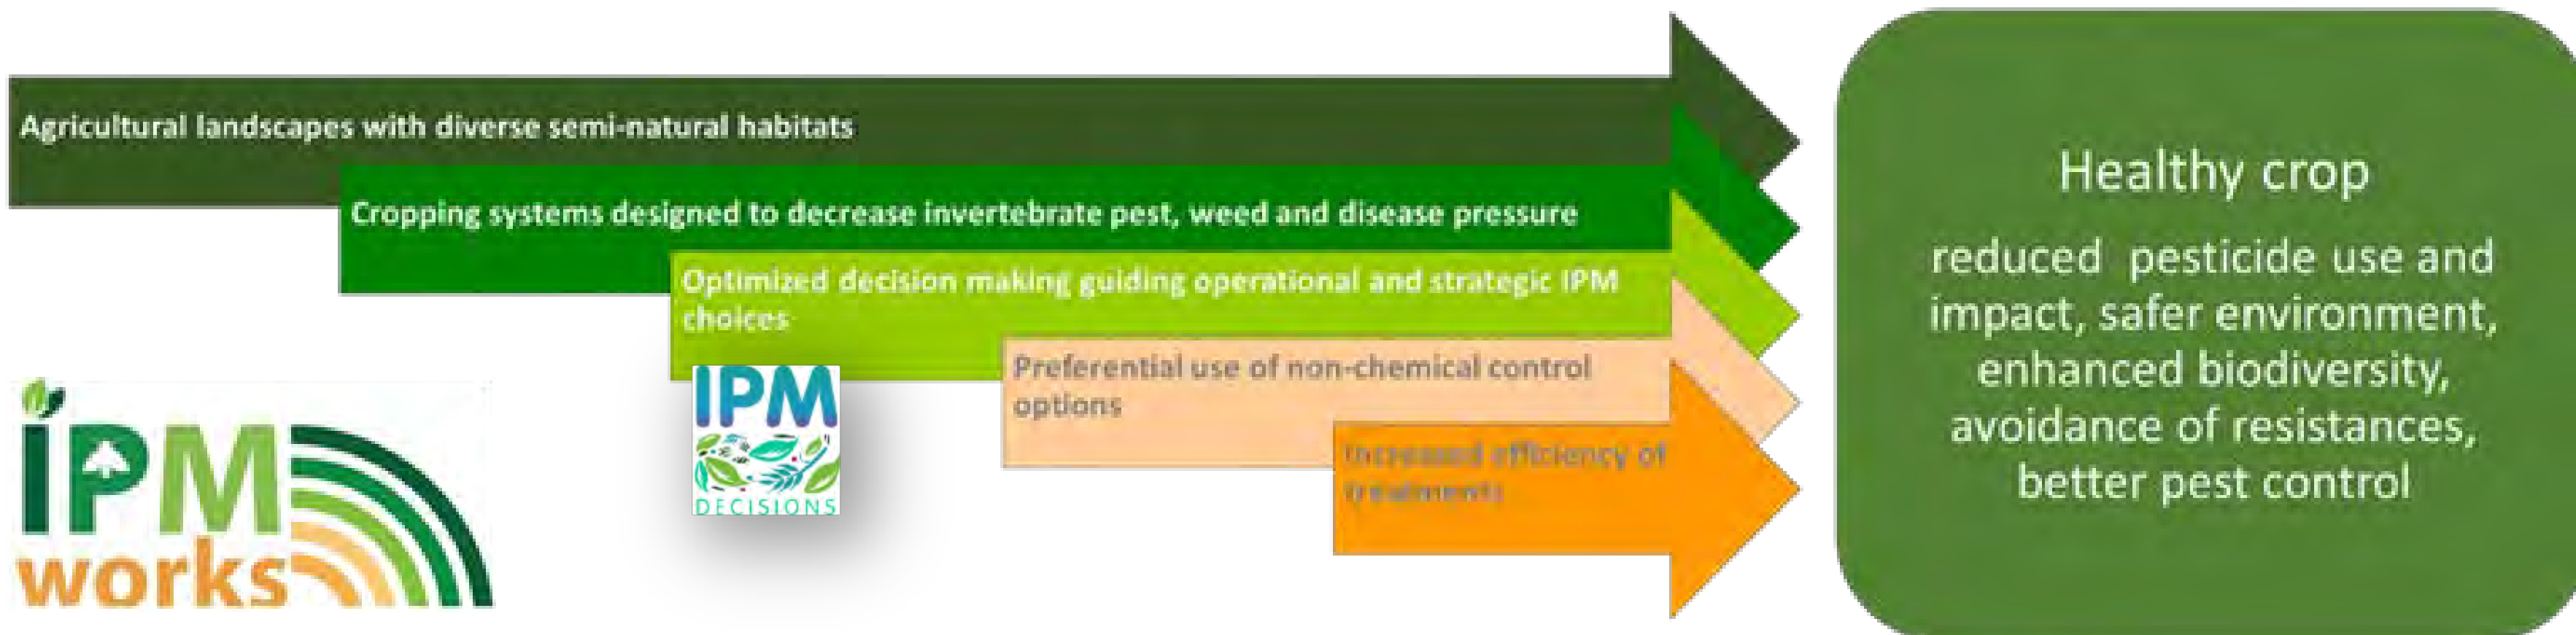 Agricultural landscapes with diverse semi-natural habitats
Cropping systems designed to decrease invertebrate pest, weed and disease pressure
Optimized decision making guiding operational and strategic IPM
choices
Preferential use of non-chemical control
options
Increased efficiency of
treatments
IPM
DECISIONS
IPM
works
Healthy crop
reduced pesticide use and
impact, safer environment,
enhanced biodiversity,
avoidance of resistances,
better pest control